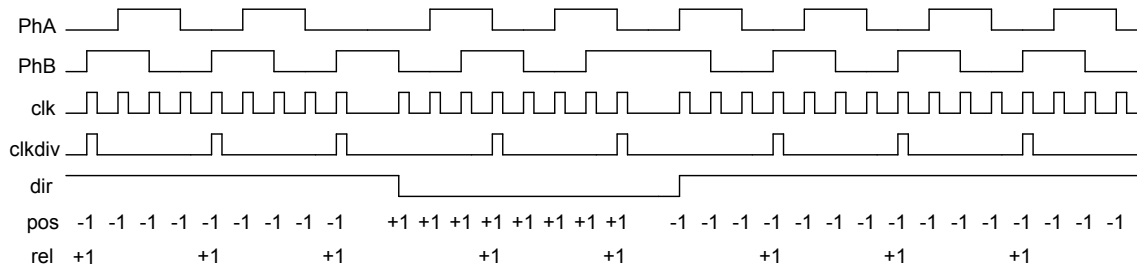 PhA
PhB
clk
clkdiv
dir
pos -1 -1 -1 -1 -1 -1 -1 -1 -1 +1 +1 +1 +1 +1 +1 +1 +1 -1 -1 -1 -1 -1 -1 -1 -1 -1 -1 -1 -1 -1 -1 -1
rel +1 +1 +1 +1 +1 +1 +1 +1